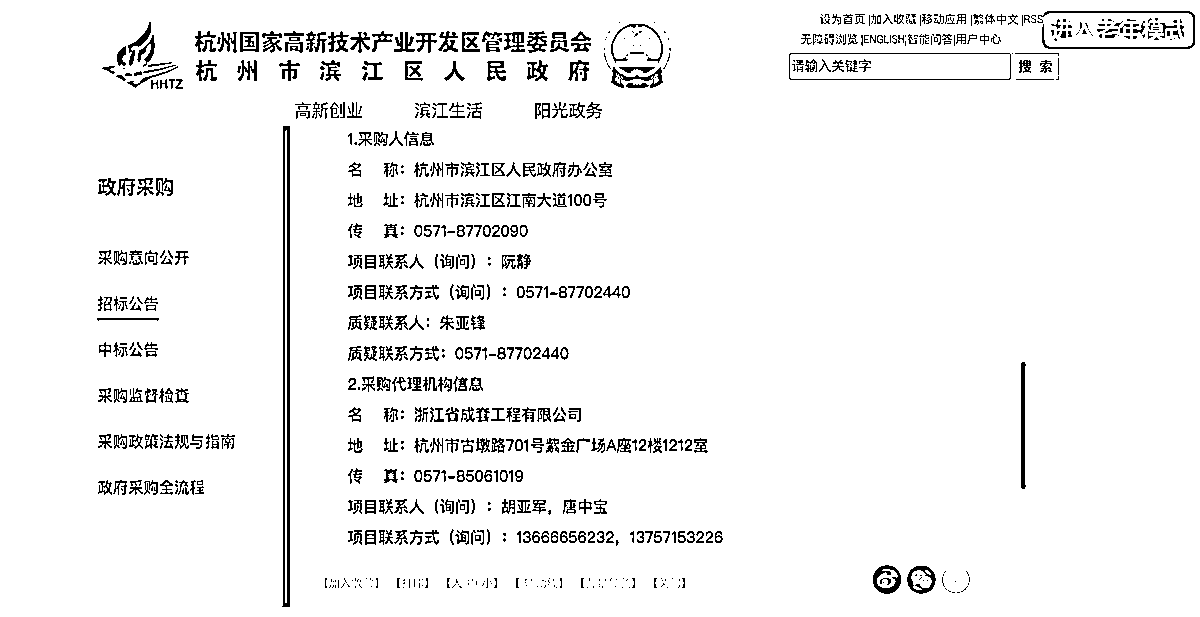 设为首页 |加入收藏 |移动应用 |繁体中文 |RSS
进入老年模式
无障碍浏览 |ENGLISH|智能问答|用户中心
HHTZ
杭州国家高新技术产业开发区管理委员会
杭州市滨江区人民政府
请输入关键字
搜 索
高新创业 滨江生活 阳光政务
政府采购
采购意向公开
招标公告
中标公告
采购监督检查
采购政策法规与指南
政府采购全流程
1.采购人信息
名 称：杭州市滨江区人民政府办公室
地 址：杭州市滨江区江南大道100号
传 真：0571-87702090
项目联系人（询问）：阮静
项目联系方式（询问）：0571-87702440
质疑联系人：朱亚锋
质疑联系方式：0571-87702440
2.采购代理机构信息
名 称：浙江省成套工程有限公司
地 址：杭州市古墩路701号紫金广场A座12楼1212室
传 真：0571-85061019
项目联系人（询问）：胡亚军，唐中宝
项目联系方式（询问）：13666656232，13757153226